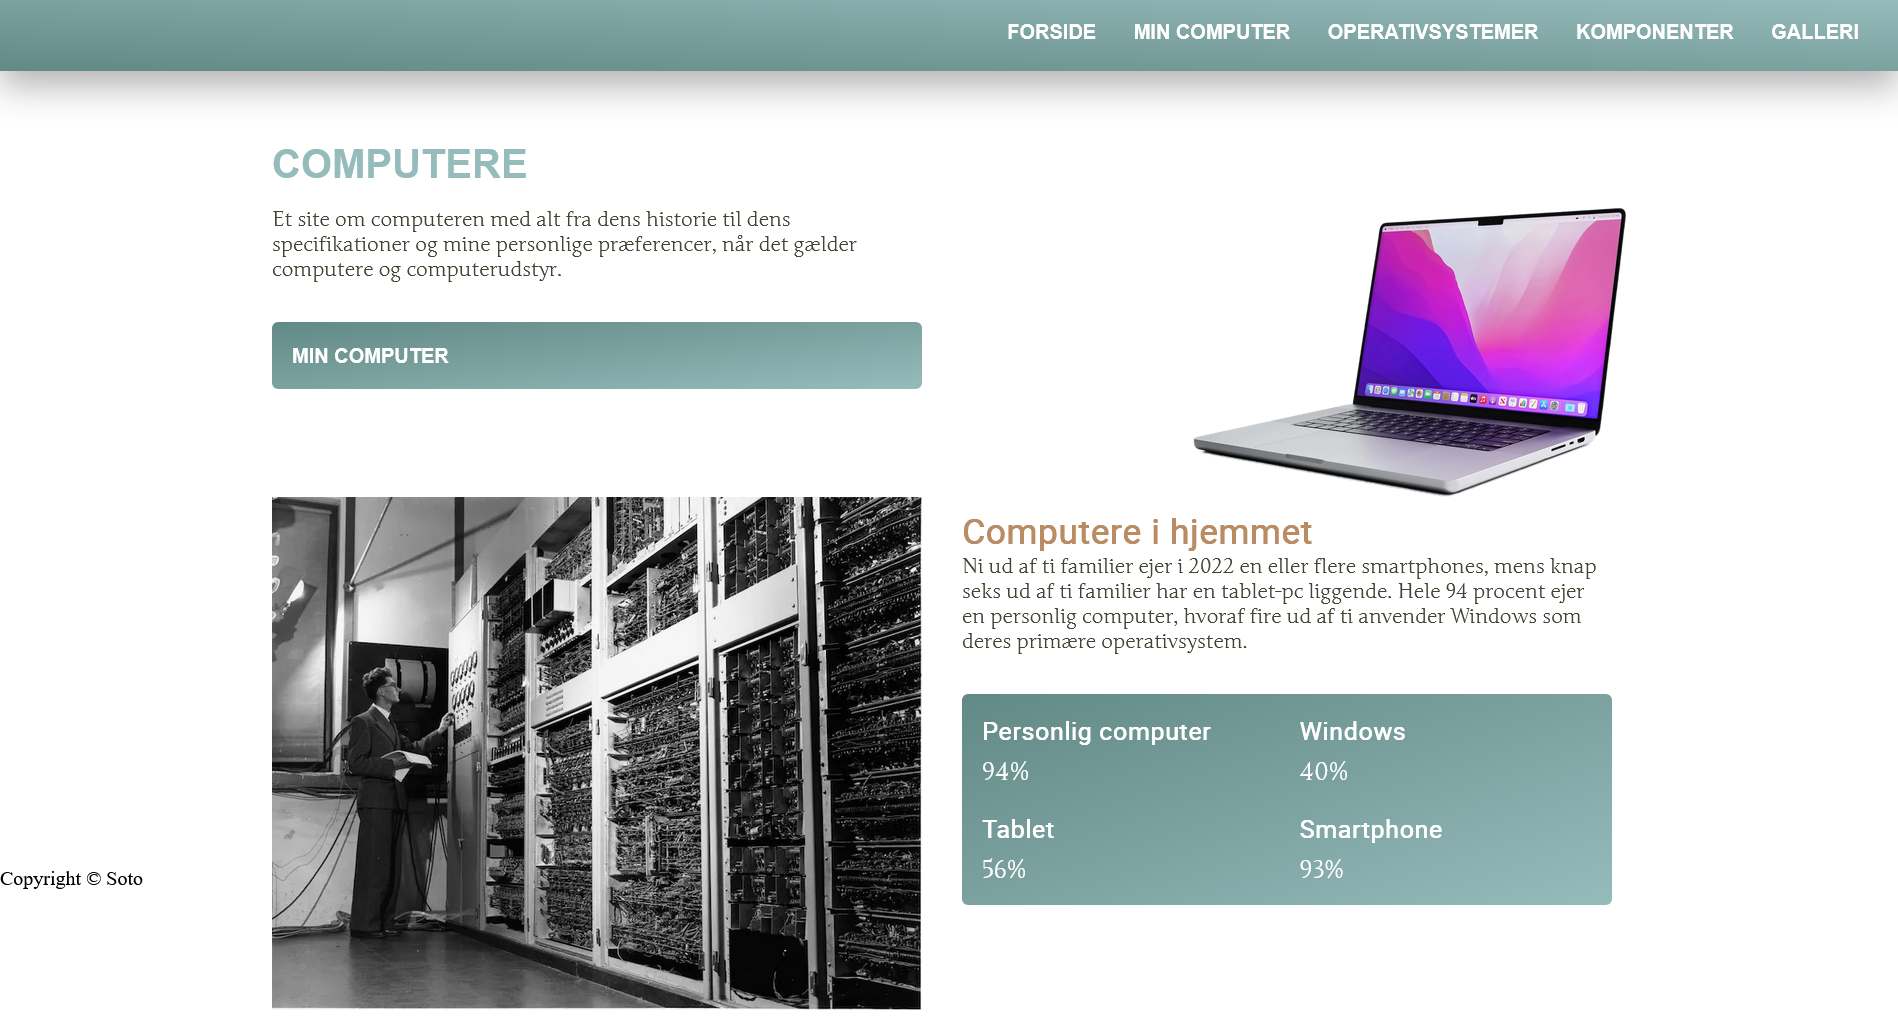 FORSIDE MIN COMPUTER OPERATIVSYSTEMER KOMPONENTER GALLERI
COMPUTERE
Et site om computeren med alt fra dens historie til dens
specifikationer og mine personlige præferencer, når det gælder
computere og computerudstyr.
MIN COMPUTER
Computere i hjemmet
Ni ud af ti familier ejer i 2022 en eller flere smartphones, mens knap
seks ud af ti familier har en tablet-pc liggende. Hele 94 procent ejer
en personlig computer, hvoraf fire ud af ti anvender Windows som
deres primære operativsystem.
Personlig computer
94%
Windows
40%
Tablet
56%
Smartphone
93%
Copyright © Soto